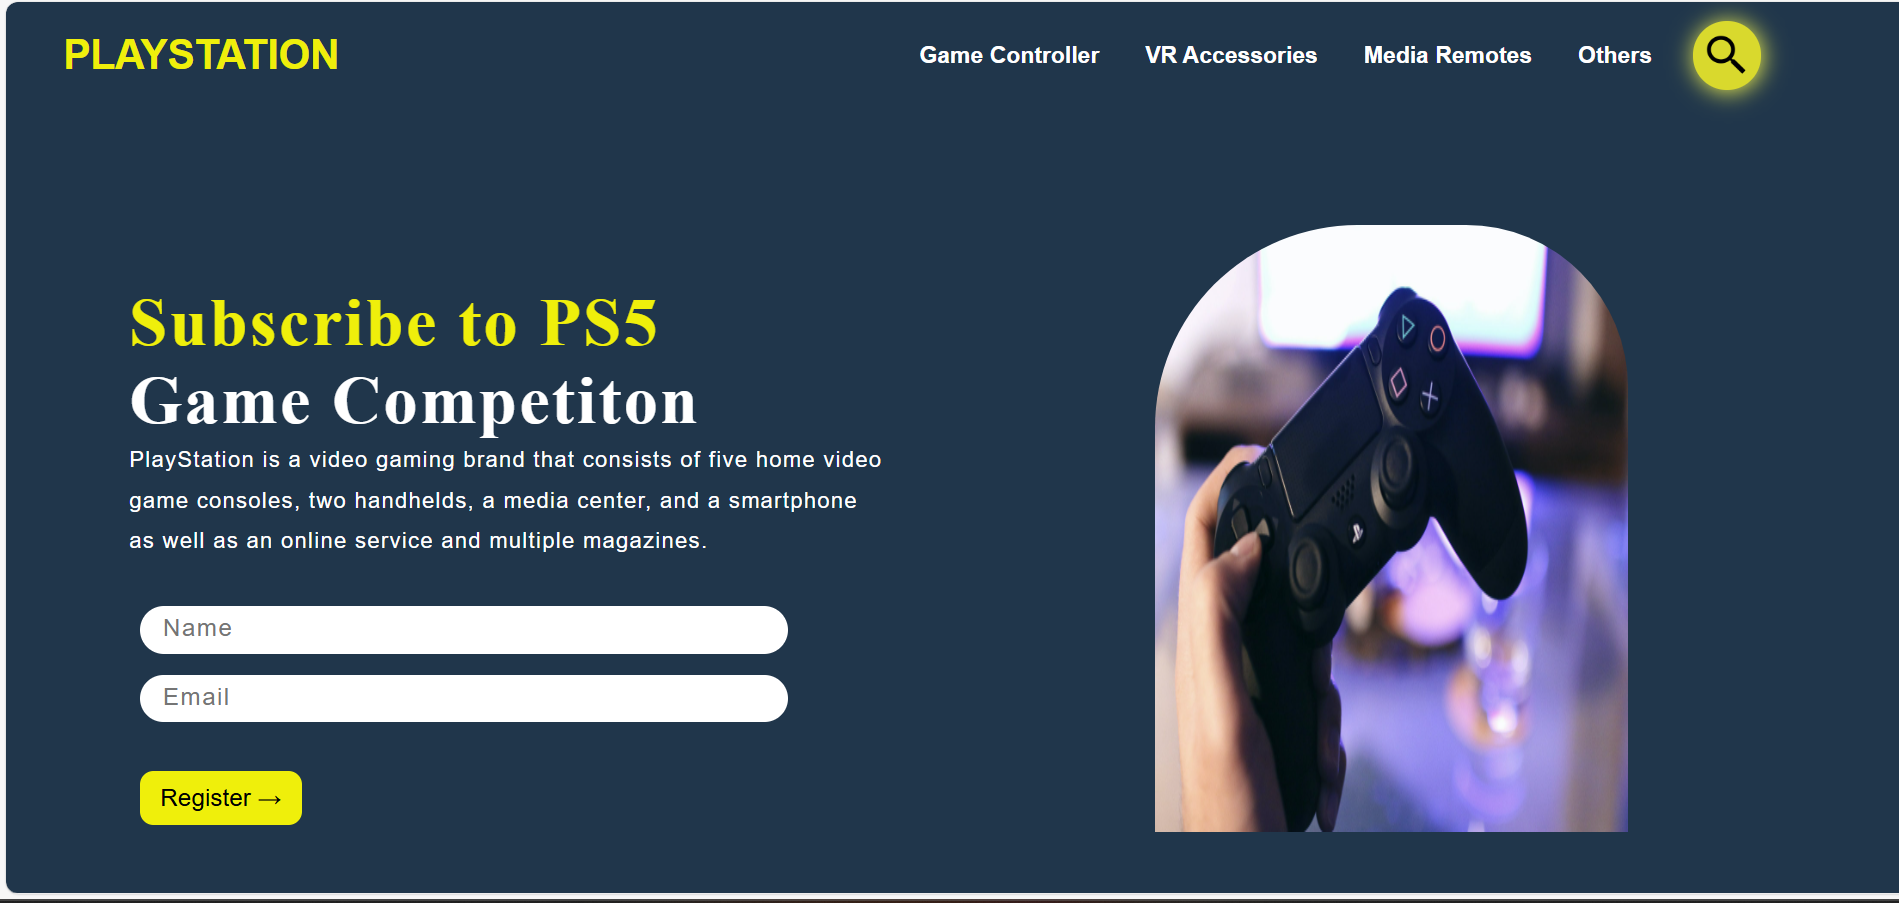 PLAYSTATION
Game Controller VR Accessories Media Remotes Others
Subscribe to PS5
Game Competiton
PlayStation is a video gaming brand that consists of five home video
game consoles, two handhelds, a media center, and a smartphone
as well as an online service and multiple magazines.
Name
Email
Register →